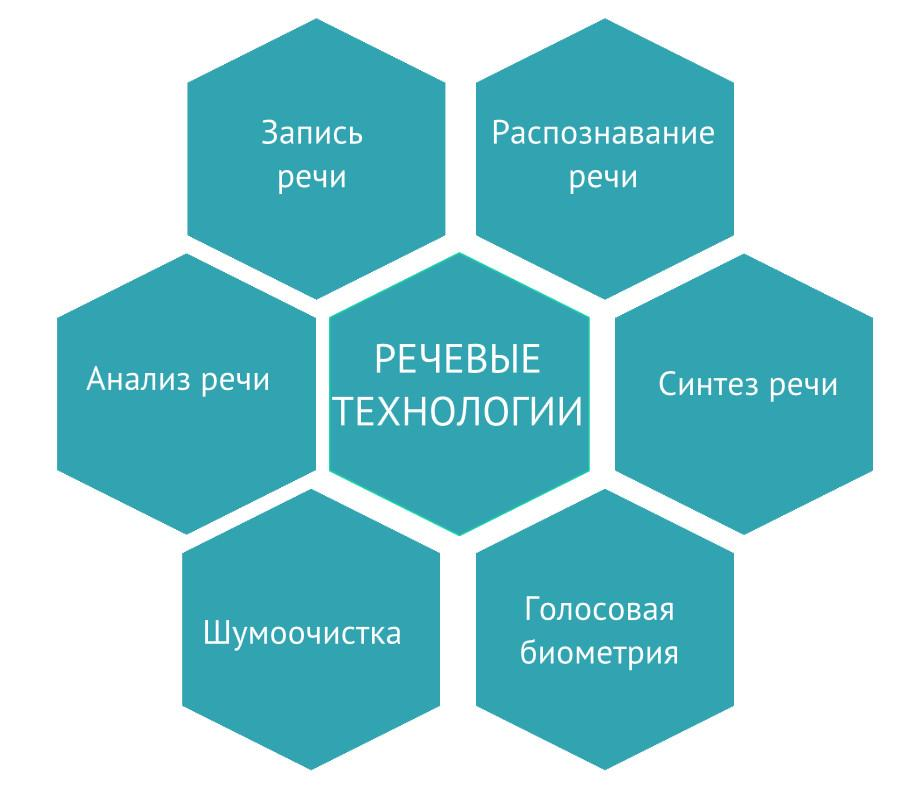 Запись
речи
Распознавание
речи
Анализ речи
РЕЧЕВЫЕ
ТЕХНОЛОГИИ
Синтез речи
Шумоочистка
Голосовая
биометрия